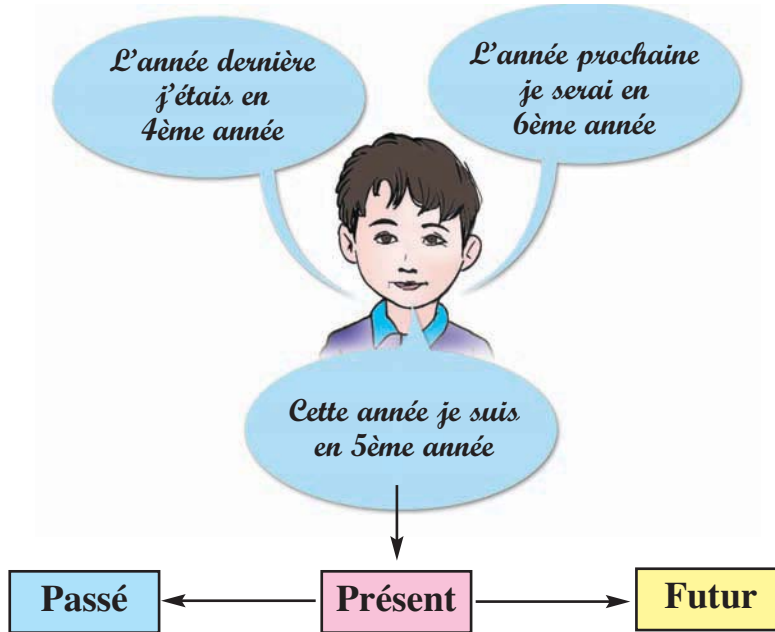 L'année dernière
j'étais en
4ème année
L'année prochaine
je serai en
6ème année
Cette année je suis
en 5ème année
Passé
Présent
Futur